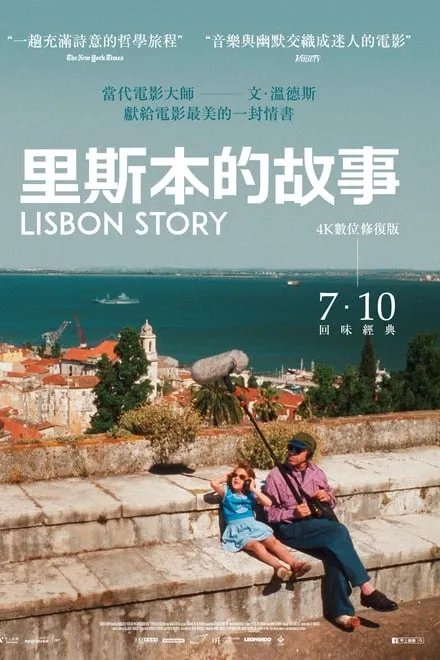 “一趟充滿詩意的哲學旅程” “音樂與幽默交織成迷人的電影”
The New York Times VARIETY
當代電影大師——文·溫德斯
獻給電影最美的一封情書
里斯本的故事
LISBON STORY
4K數位修復版
7·10
回味經典